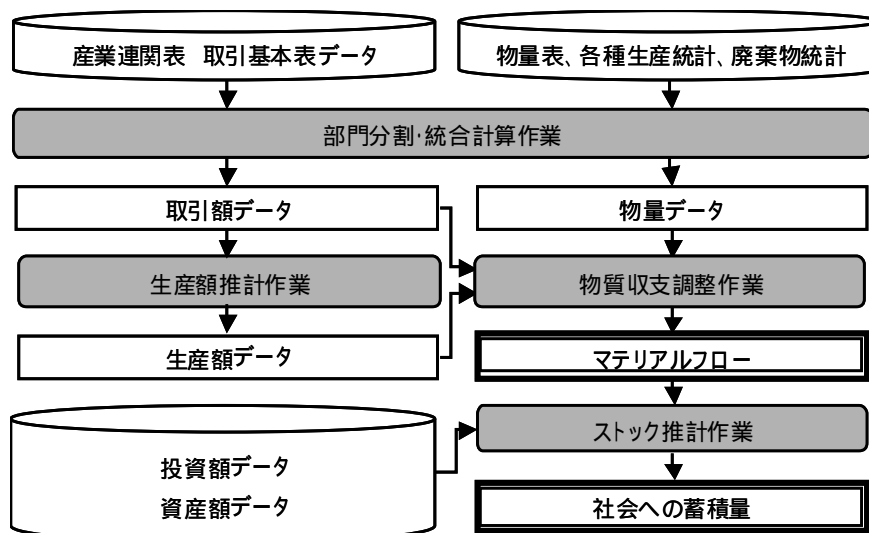 産業連関表 取引基本表データ
物量表、各種生産統計、廃棄物統計
部門分割・統合計算作業
取引額データ
物量データ
生産額推計作業
物質収支調整作業
生産額データ
マテリアルフロー
ストック推計作業
投資額データ
資産額データ
社会への蓄積量